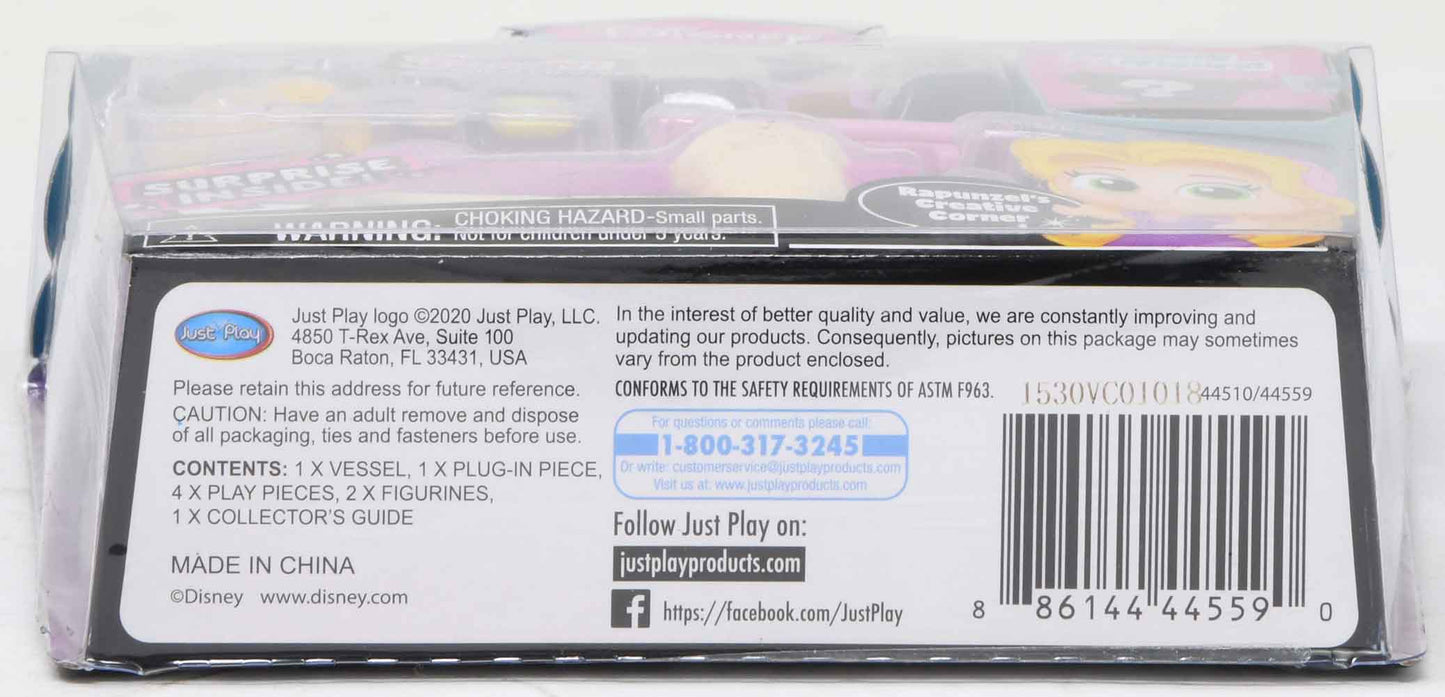 SURPRISE
INSIDE!
Rapunzel's
Creative
Corner
WARNING: CHOKING HAZARD-Small parts.
Not for children under 3 years.
Just Play
Just Play logo ©2020 Just Play, LLC.
4850 T-Rex Ave, Suite 100
Boca Raton, FL 33431, USA
Please retain this address for future reference.
CAUTION: Have an adult remove and dispose
of all packaging, ties and fasteners before use.
CONTENTS: 1 X VESSEL, 1 X PLUG-IN PIECE,
4 X PLAY PIECES, 2 X FIGURINES,
1 X COLLECTOR'S GUIDE
MADE IN CHINA
©Disney www.disney.com
In the interest of better quality and value, we are constantly improving and
updating our products. Consequently, pictures on this package may sometimes
vary from the product enclosed.
CONFORMS TO THE SAFETY REQUIREMENTS OF ASTM F963.
1530VC01018 44510/44559
For questions or comments please call:
1-800-317-3245
Or write: customerservice@justplayproducts.com
Visit us at: www.justplayproducts.com
Follow Just Play on:
justplayproducts.com
f https://facebook.com/JustPlay
8 86144 44559 0